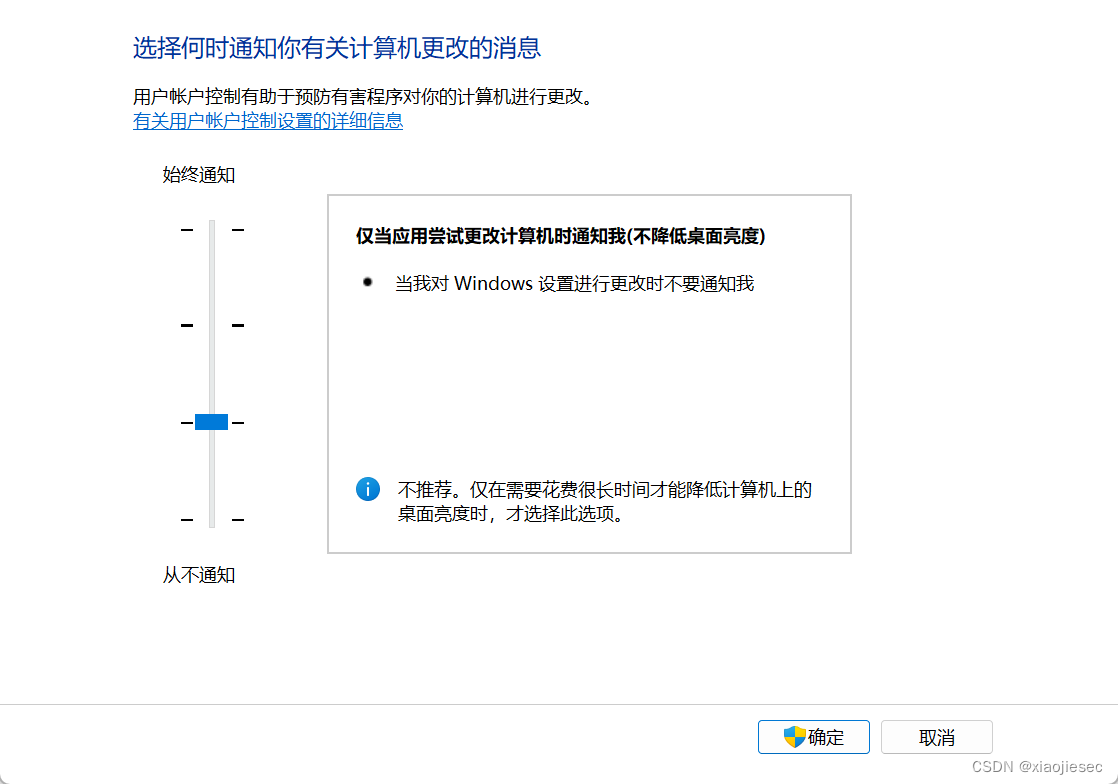 选择何时通知你有关计算机更改的消息
用户帐户控制有助于预防有害程序对你的计算机进行更改。
有关用户帐户控制设置的详细信息
始终通知
仅当应用尝试更改计算机时通知我(不降低桌面亮度)
当我对 Windows 设置进行更改时不要通知我
不推荐。仅在需要花费很长时间才能降低计算机上的
桌面亮度时，才选择此选项。
从不通知
确定
取消
CSDN @xiaojiesec